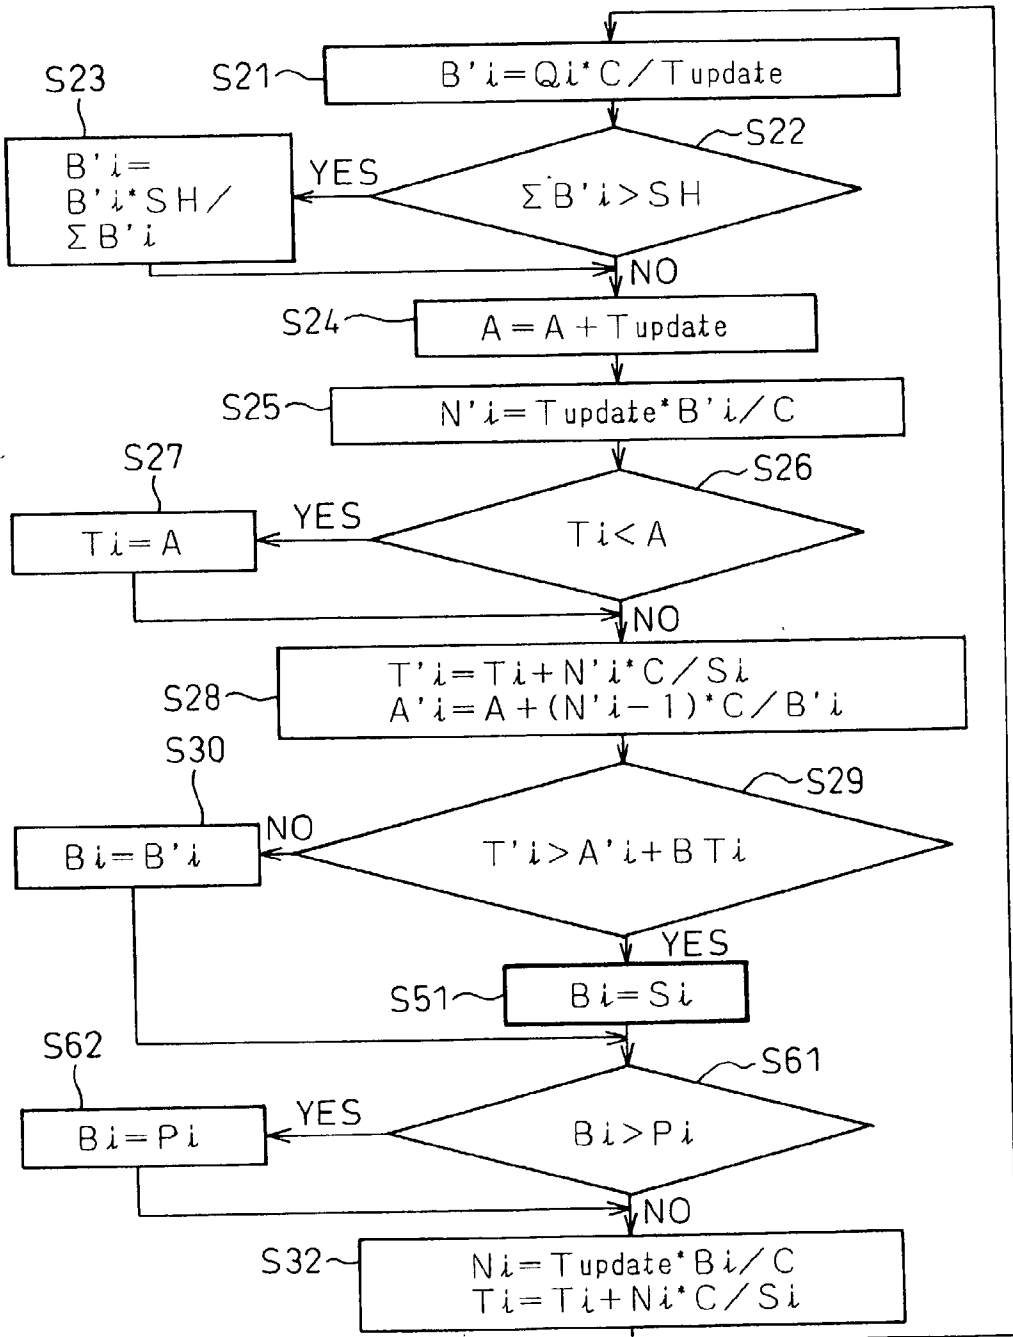 S21
B'i=Qi*C/Tupdate
S23
S22
B'i=
B'i*SH/
ΣB'i
YES
ΣB'i>SH
NO
S24
A=A+Tupdate
S25
N'i=Tupdate*B'i/C
S27
S26
Ti=A
YES
Ti<A
NO
S28
T'i=Ti+N'i*C/Si
A'i=A+(N'i-1)*C/B'i
S30
S29
Bi=B'i
NO
T'i>A'i+BTi
YES
S51
Bi=Si
S62
S61
Bi=Pi
YES
Bi>Pi
NO
S32
Ni=Tupdate*Bi/C
Ti=Ti+Ni*C/Si